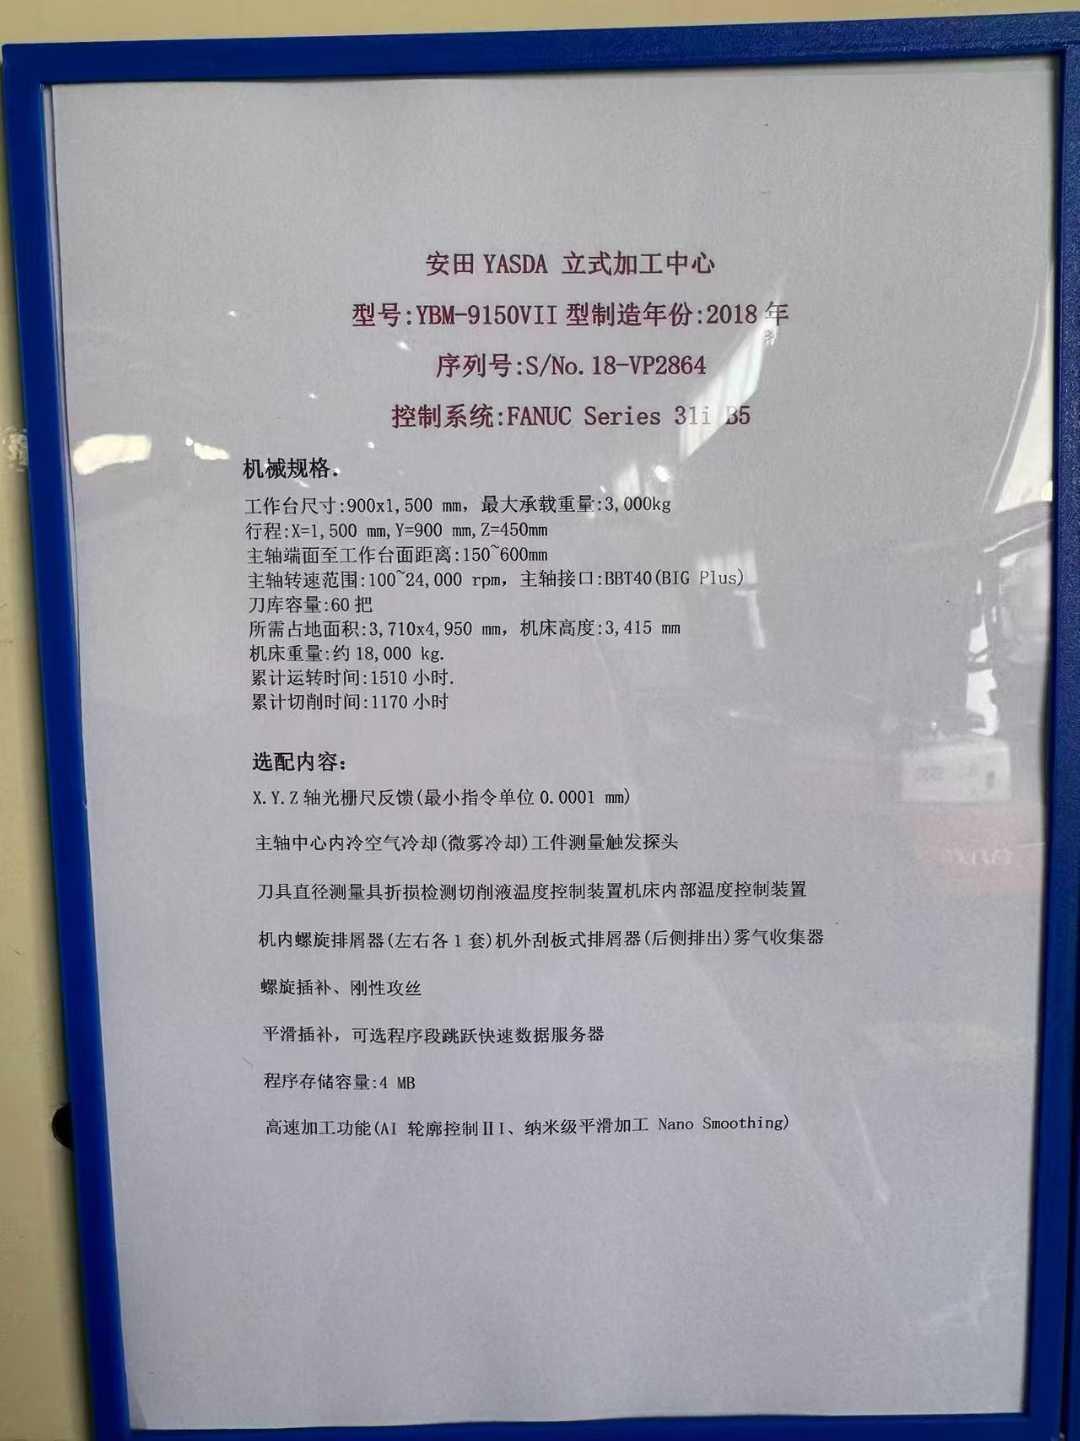 安田 YASDA 立式加工中心
型号:YBM-9150VII 型制造年份:2018 年
序列号:S/No.18-VP2864
控制系统:FANUC Series 31i B5
机械规格.
工作台尺寸:900x1,500 mm, 最大承载重量:3,000kg
行程:X=1,500 mm,Y=900 mm,Z=450mm
主轴端面至工作台面距离:150~600mm
主轴转速范围:100~24,000 rpm, 主轴接口:BBT40(BIG Plus)
刀库容量:60 把
所需占地面积:3,710x4,950 mm, 机床高度:3,415 mm
机床重量:约 18,000 kg.
累计运转时间:1510 小时.
累计切削时间:1170 小时
选配内容:
X.Y.Z 轴光栅尺反馈(最小指令单位 0.0001 mm)
主轴中心内冷空气冷却(微雾冷却)工件测量触发探头
刀具直径测量具折损检测切削液温度控制装置机床内部温度控制装置
机内螺旋排屑器(左右各 1 套)机外刮板式排屑器(后侧排出)雾气收集器
螺旋插补、刚性攻丝
平滑插补, 可选程序段跳跃快速数据服务器
程序存储容量:4 MB
高速加工功能(AI 轮廓控制ⅡI、纳米级平滑加工 Nano Smoothing)